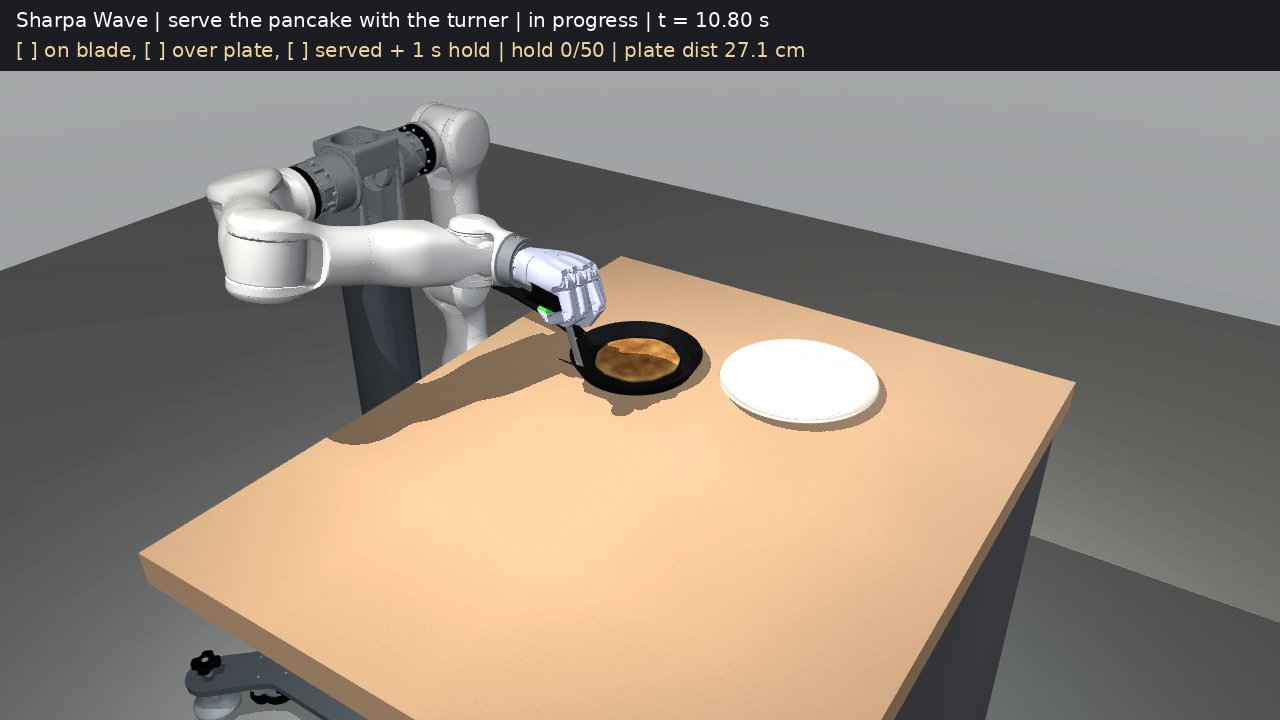 Sharpa Wave | serve the pancake with the turner | in progress | t = 10.80 s
[ ] on blade, [ ] over plate, [ ] served + 1 s hold | hold 0/50 | plate dist 27.1 cm